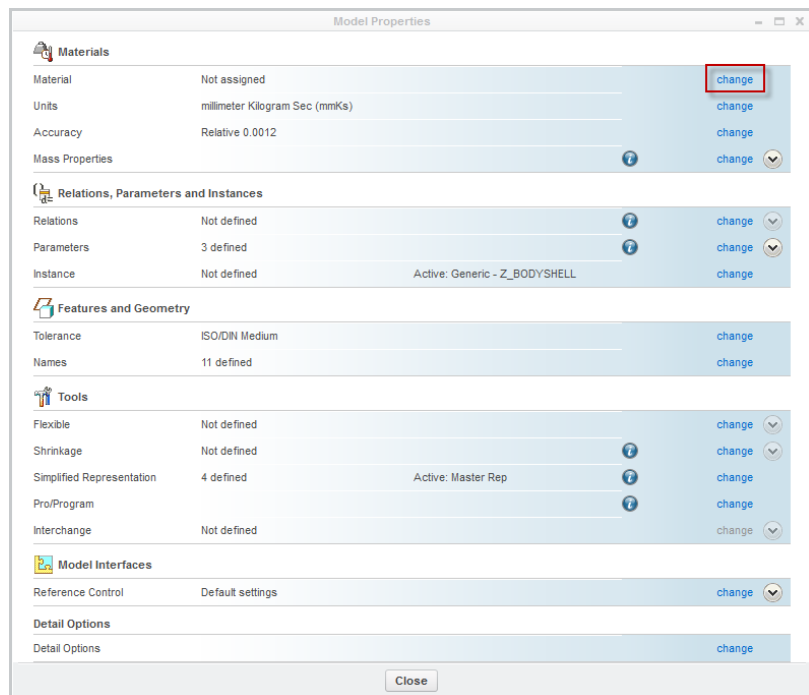 Model Properties
Materials
Material Not assigned change
Units millimeter Kilogram Sec (mmKs) change
Accuracy Relative 0.0012 change
Mass Properties change
Relations, Parameters and Instances
Relations Not defined change
Parameters 3 defined change
Instance Not defined Active: Generic - Z_BODYSHELL change
Features and Geometry
Tolerance ISO/DIN Medium change
Names 11 defined change
Tools
Flexible Not defined change
Shrinkage Not defined change
Simplified Representation 4 defined Active: Master Rep change
Pro/Program change
Interchange Not defined change
Model Interfaces
Reference Control Default settings change
Detail Options
Detail Options change
Close